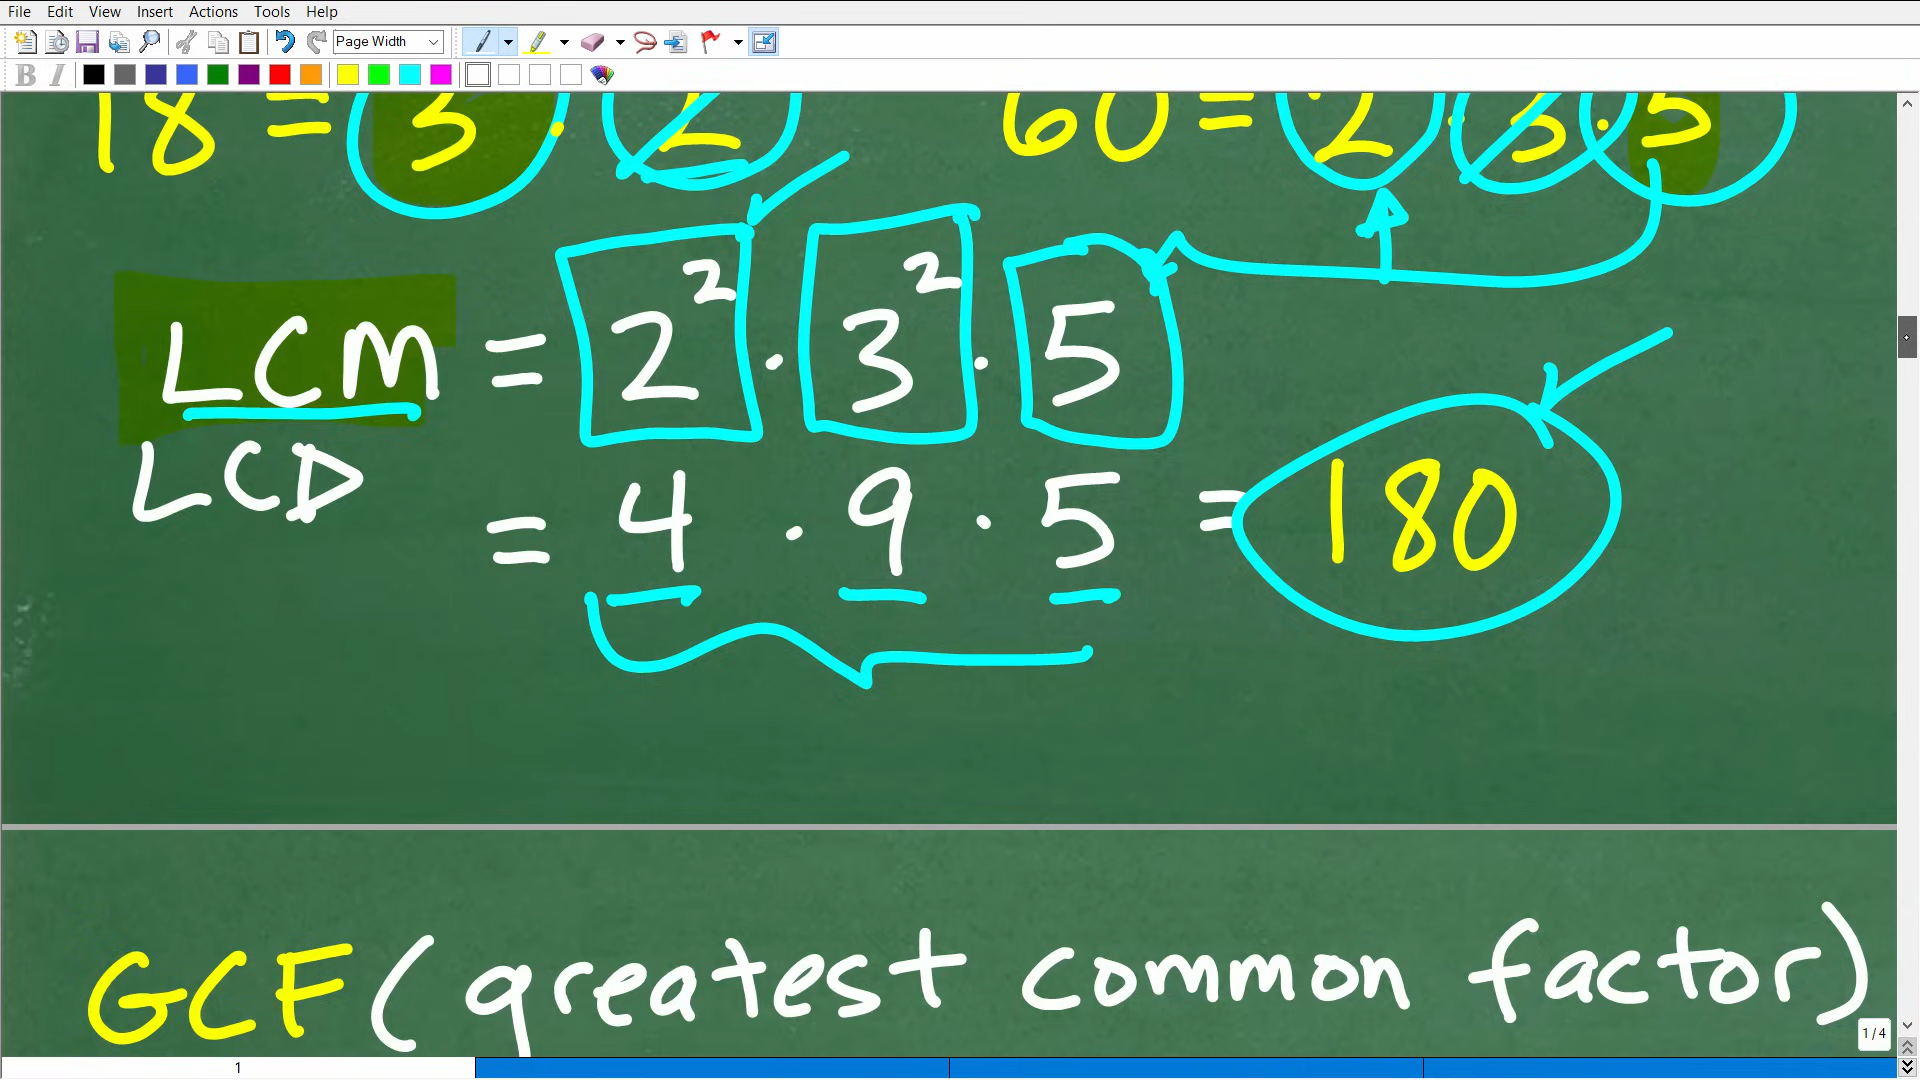 File Edit View Insert Actions Tools Help
Page Width
B I
18 = 3 · 2
60 = 2 · 3 · 5
LCM = 2² · 3² · 5
LCD
= 4 · 9 · 5 = 180
GCF (greatest common factor)
1 / 4
1